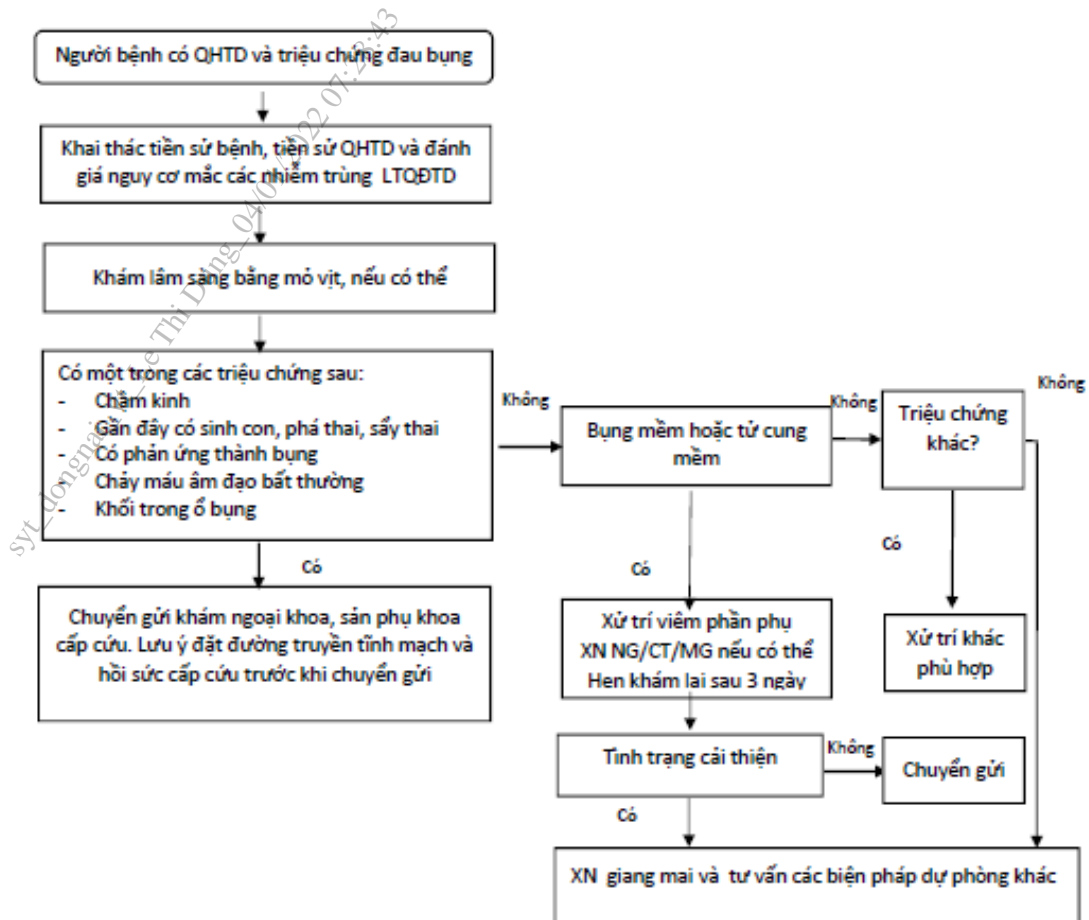 Người bệnh có QHTD và triệu chứng đau bụng
Khai thác tiền sử bệnh, tiền sử QHTD và đánh
giá nguy cơ mắc các nhiễm trùng LTQĐTD
Khám lâm sàng bằng mỏ vịt, nếu có thể
Có một trong các triệu chứng sau:
- Chậm kinh
- Gần đây có sinh con, phá thai, sẩy thai
- Có phản ứng thành bụng
- Chảy máu âm đạo bất thường
- Khối trong ổ bụng
Không
Bụng mềm hoặc tử cung
mềm
Không
Triệu chứng
khác?
Không
Có
Chuyển gửi khám ngoại khoa, sản phụ khoa
cấp cứu. Lưu ý đặt đường truyền tĩnh mạch và
hồi sức cấp cứu trước khi chuyển gửi
Có
Xử trí viêm phần phụ
XN NG/CT/MG nếu có thể
Hẹn khám lại sau 3 ngày
Có
Xử trí khác
phù hợp
Tình trạng cải thiện
Không
Chuyển gửi
Có
XN giang mai và tư vấn các biện pháp dự phòng khác